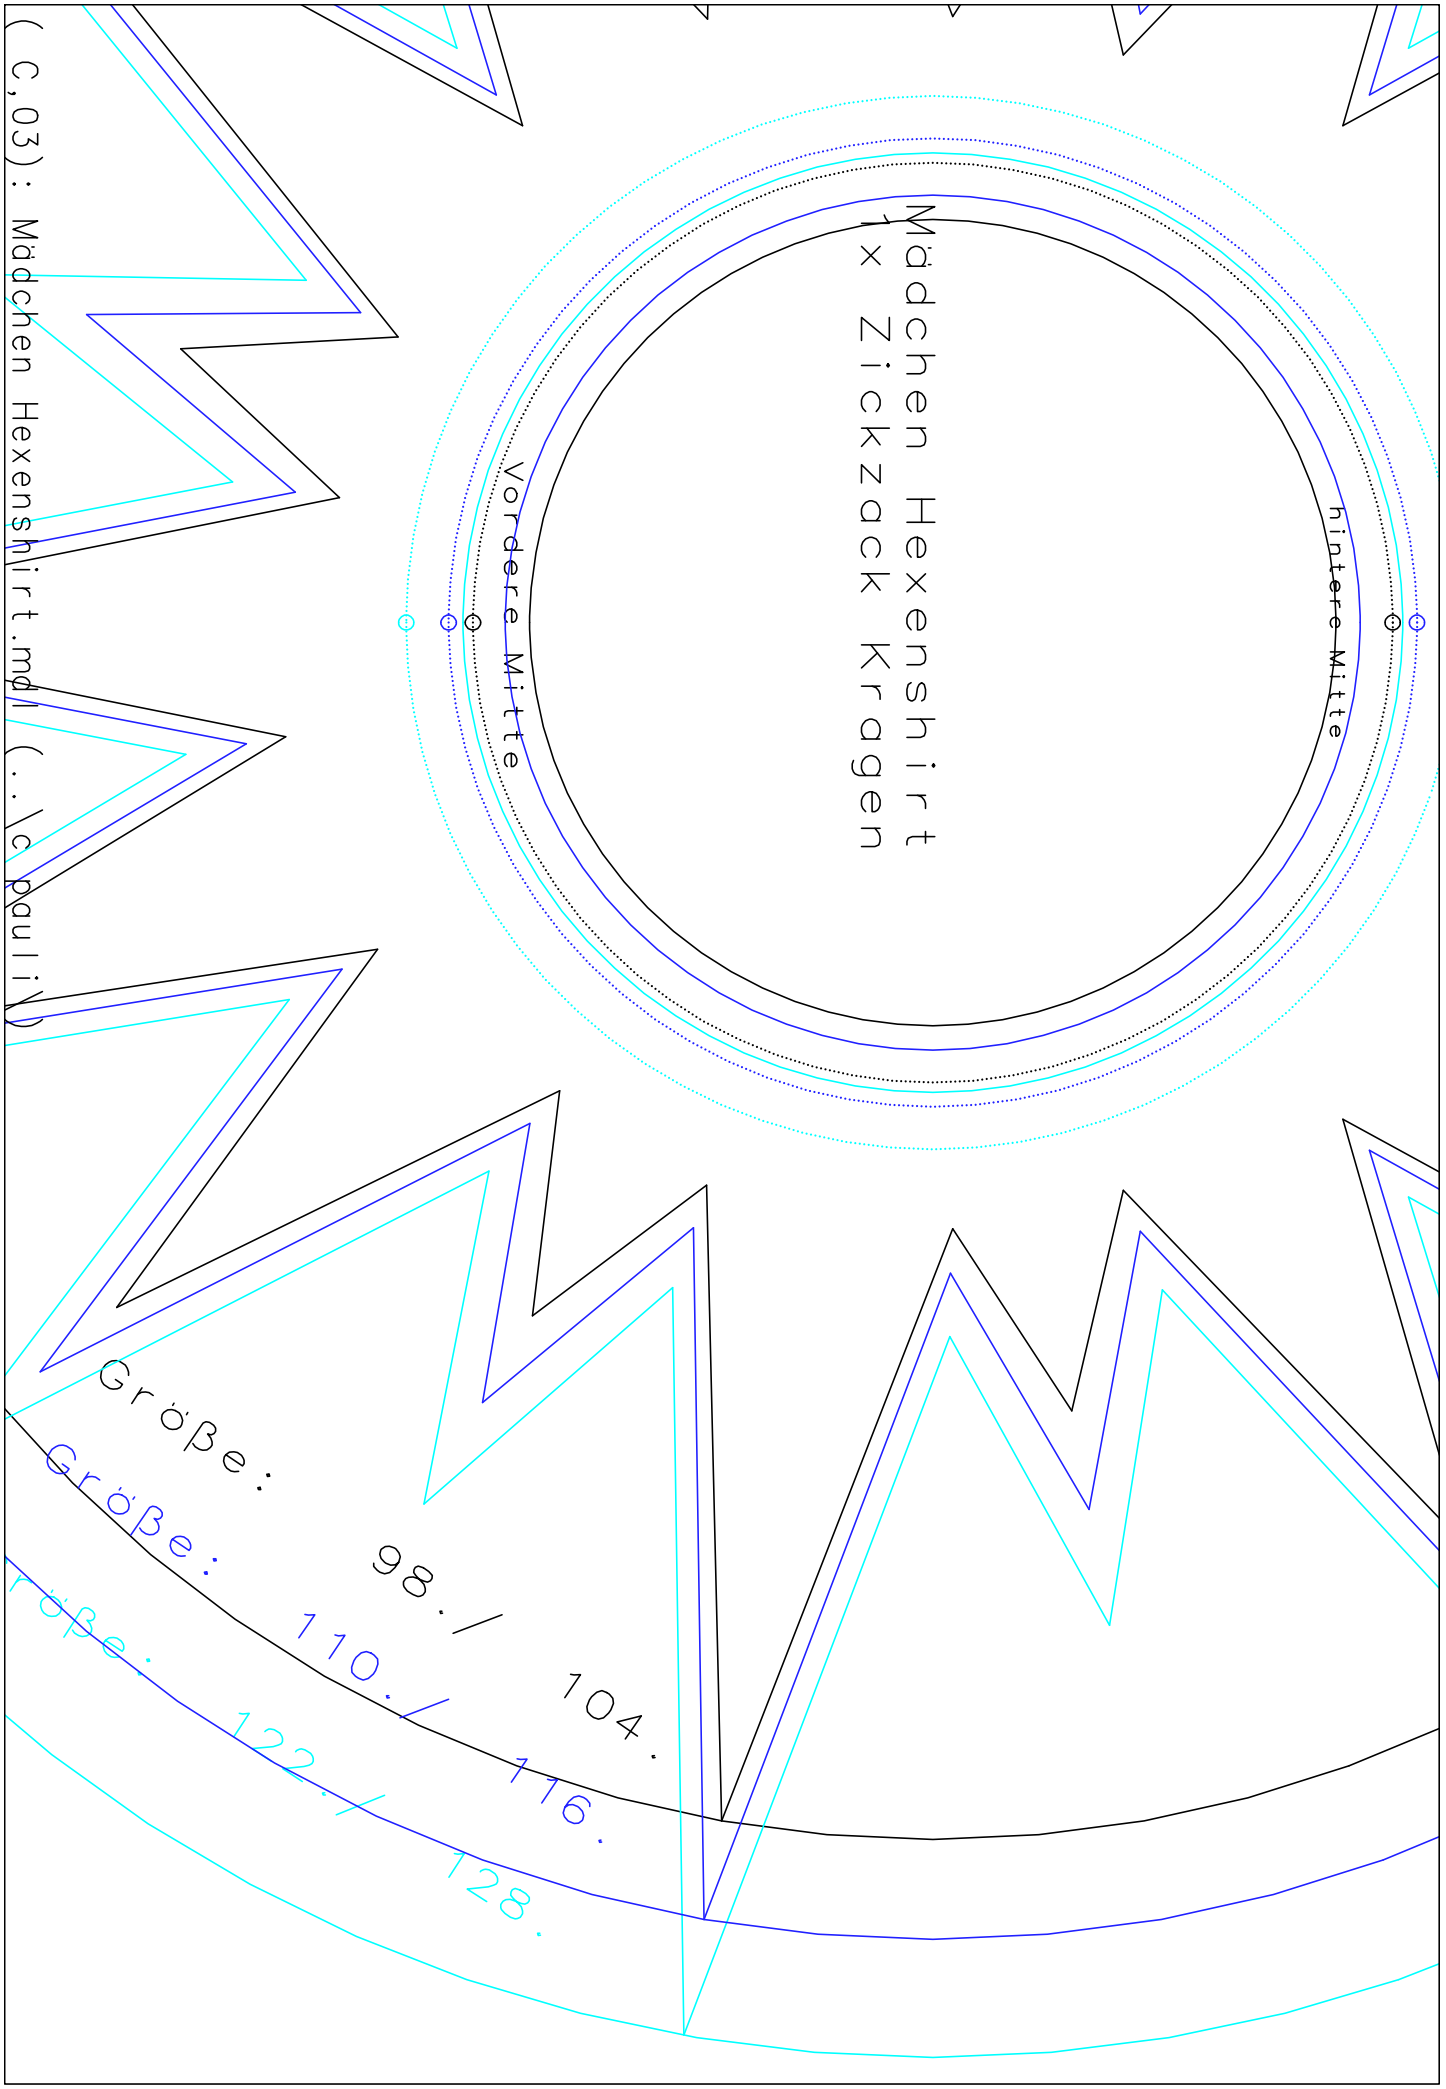 Mädchen Hexenshirt
1x Zickzack Kragen
hintere Mitte
Vordere Mitte
( C,03): Mädchen Hexenshirt.mdl (..\c pauli\)
Größe: 98./ 104.
Größe: 110./ 116.
röße: 122./ 128.